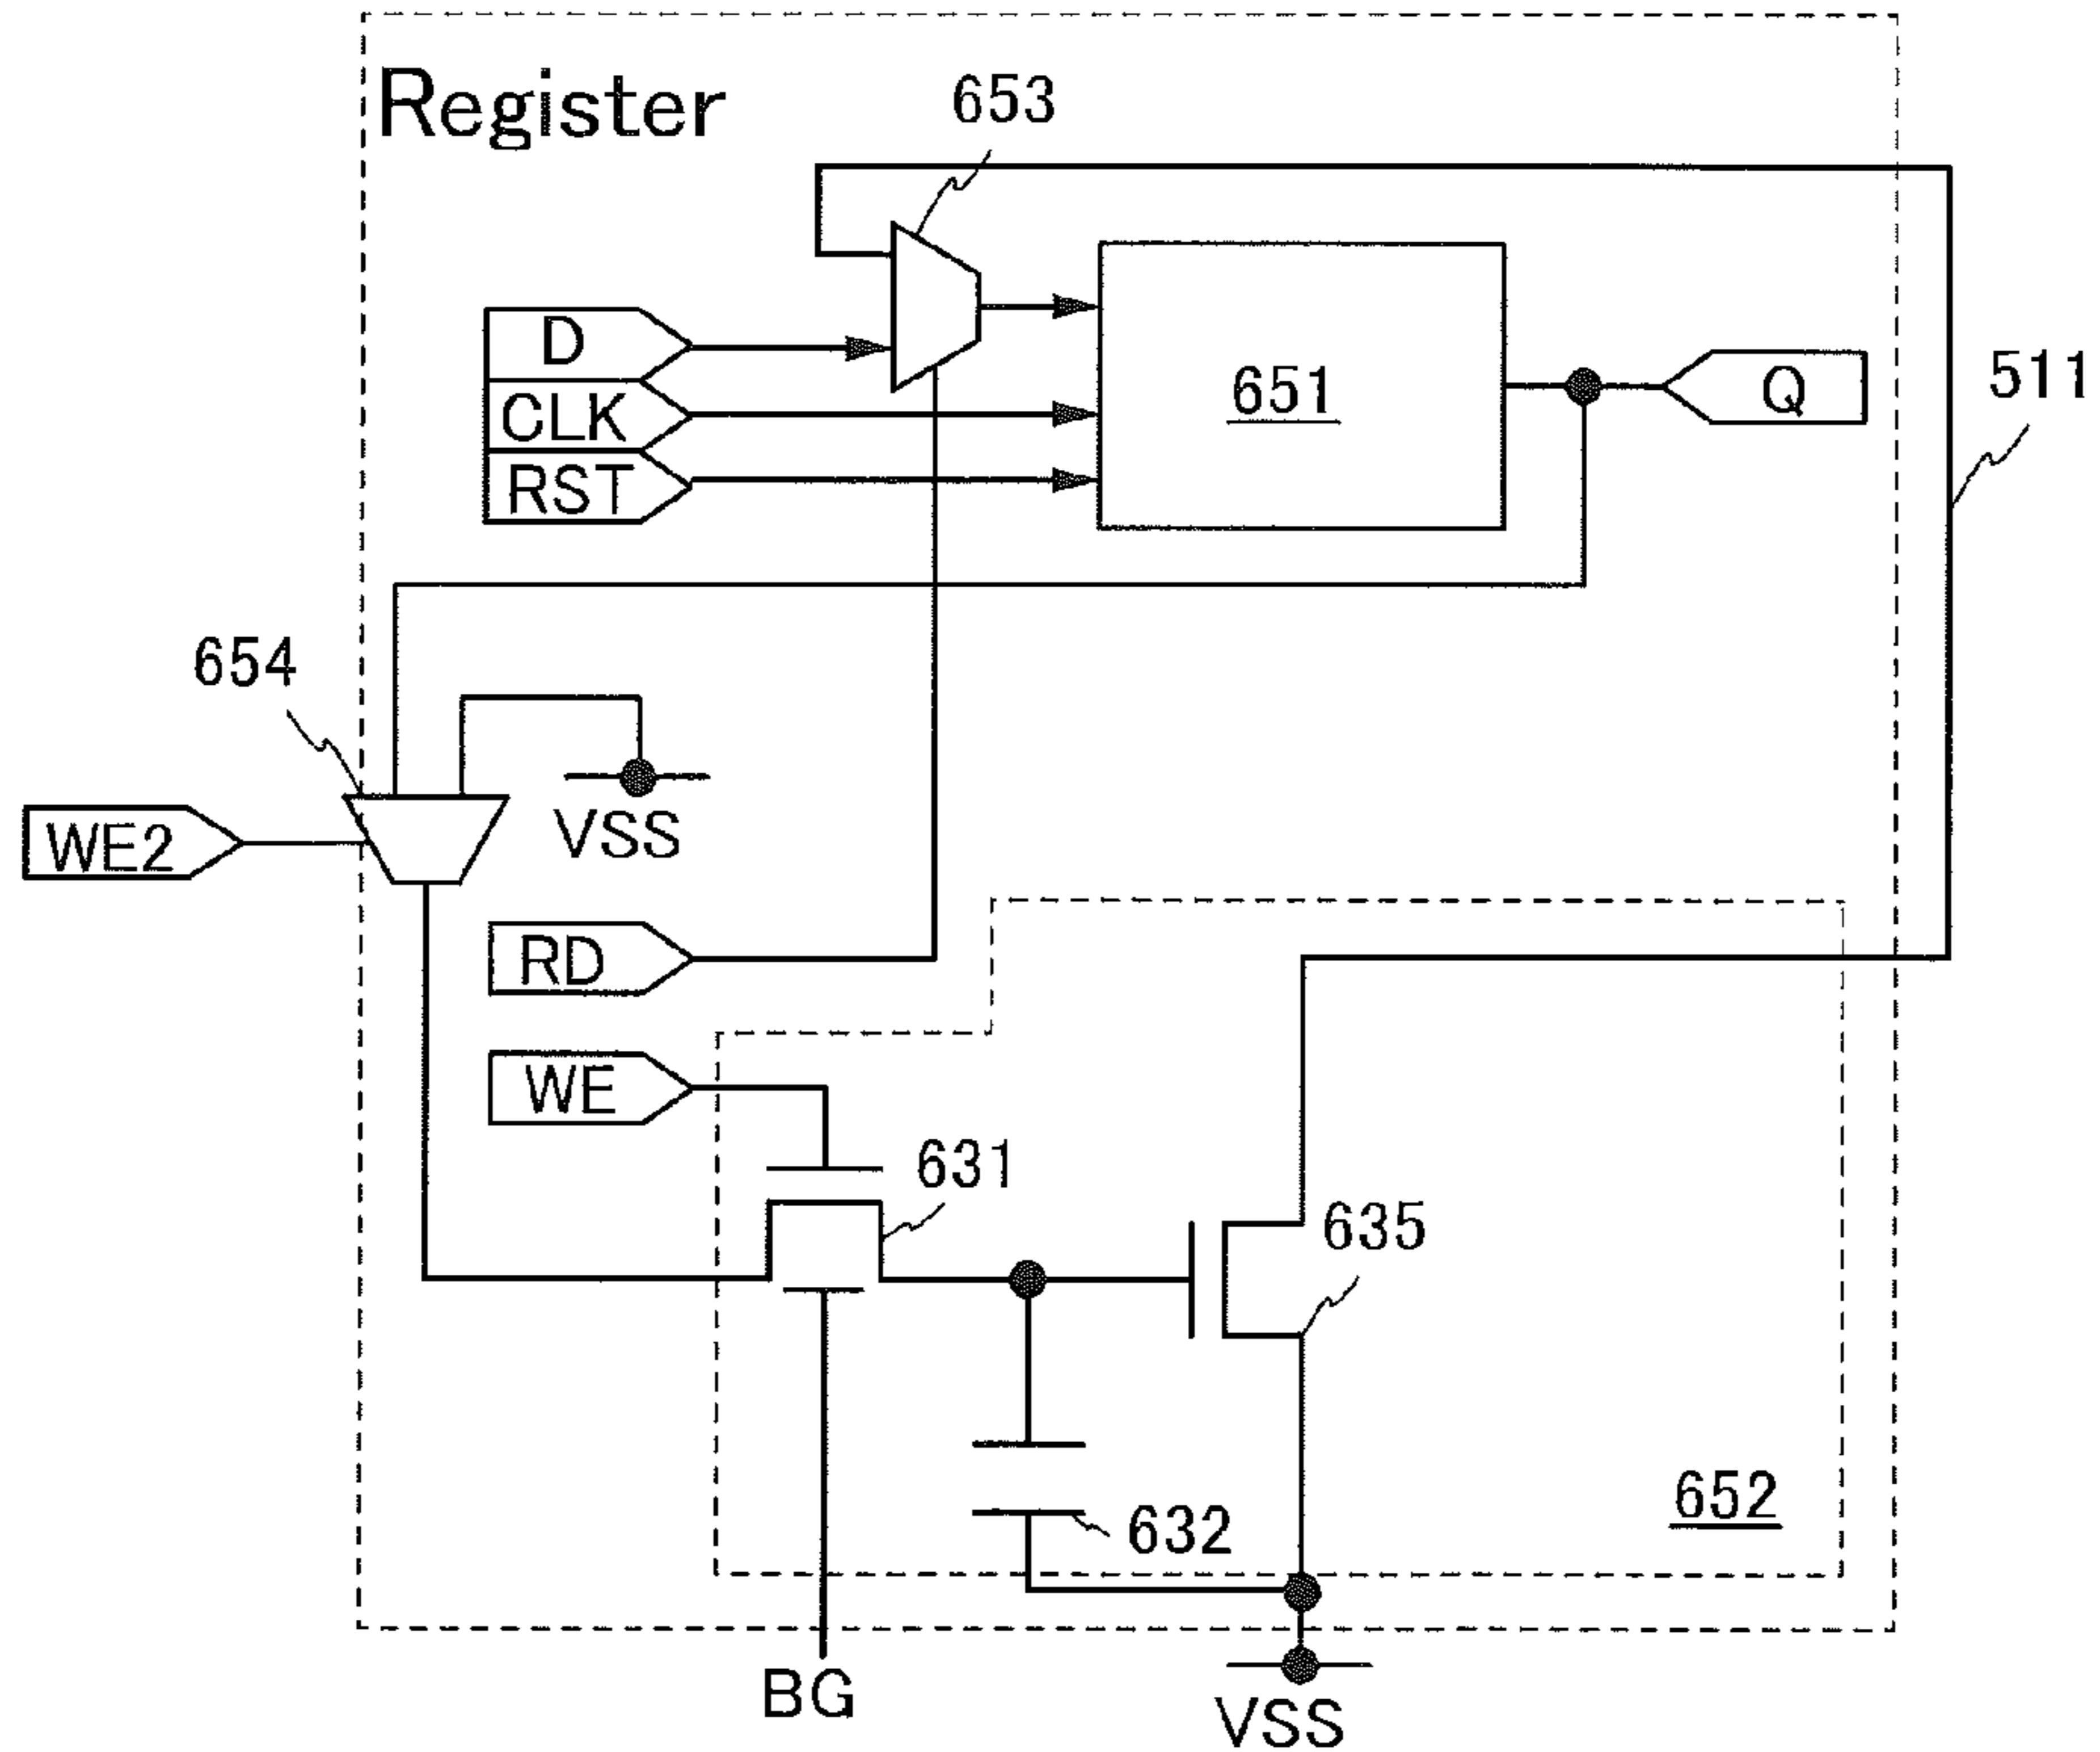 Register
653
D
CLK
RST
651
Q
511
654
WE2
VSS
RD
WE
631
635
632
652
BG
VSS